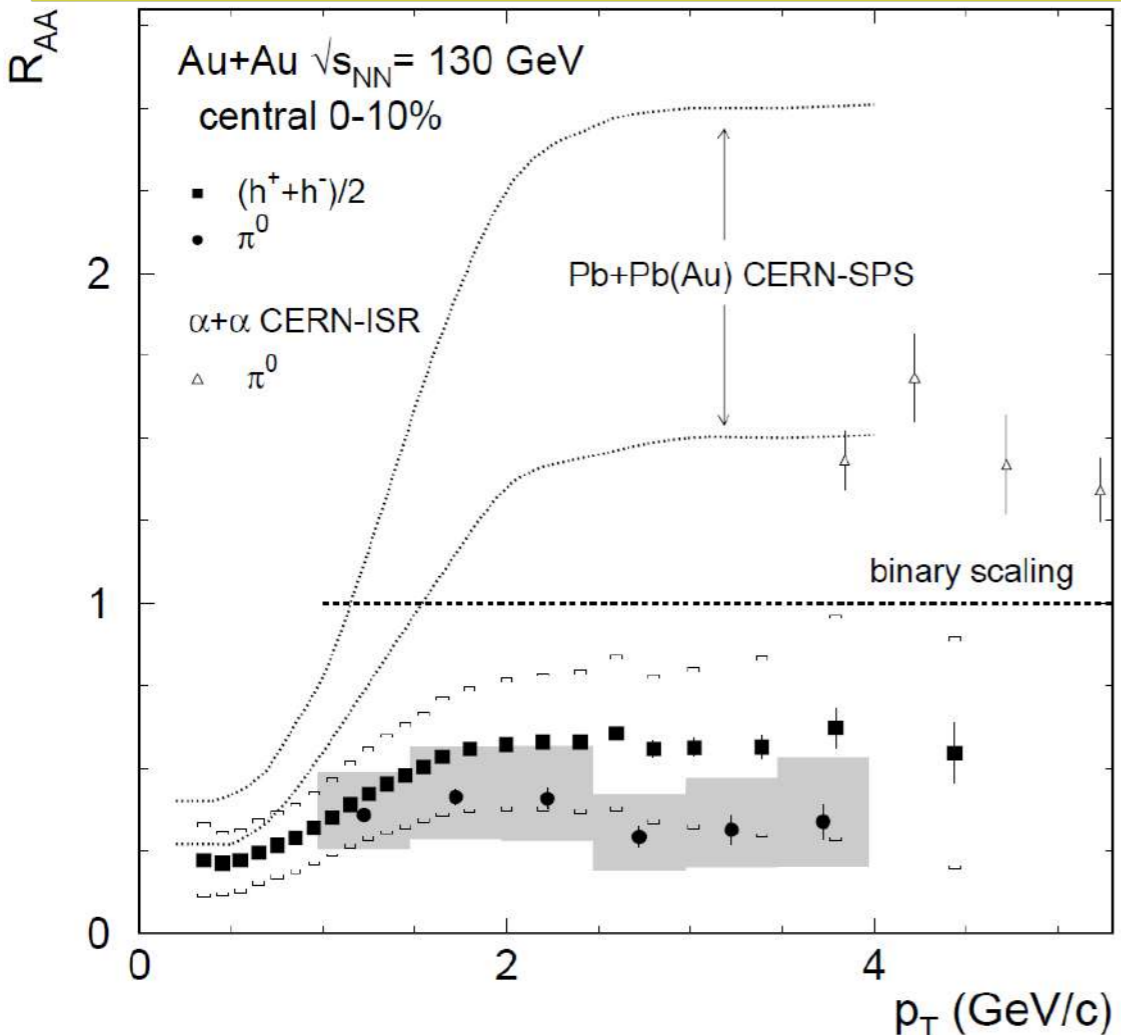 R_AA
Au+Au √s_NN = 130 GeV
central 0-10%
(h⁺+h⁻)/2
π⁰
α+α CERN-ISR
π⁰
Pb+Pb(Au) CERN-SPS
binary scaling
2
1
0
0 2 4
p_T (GeV/c)